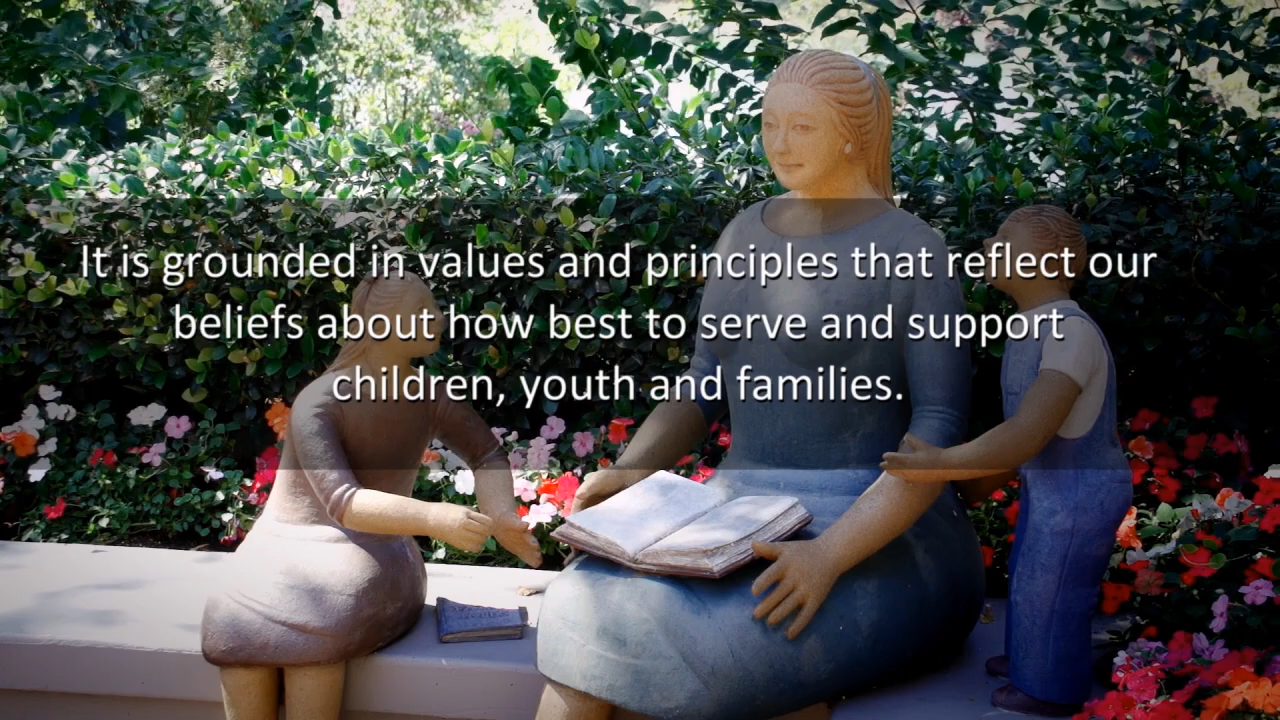 It is grounded in values and principles that reflect our
beliefs about how best to serve and support
children, youth and families.